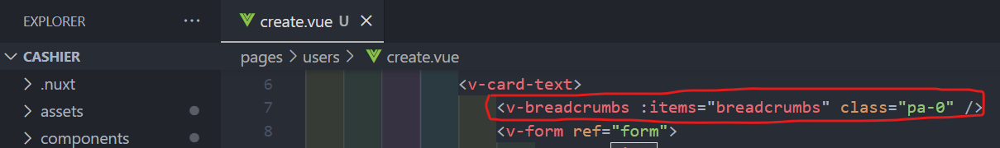 EXPLORER ...
create.vue U ×
CASHIER
pages > users > create.vue
.nuxt
6 <v-card-text>
assets
7 <v-breadcrumbs :items="breadcrumbs" class="pa-0" />
components
8 <v-form ref="form">